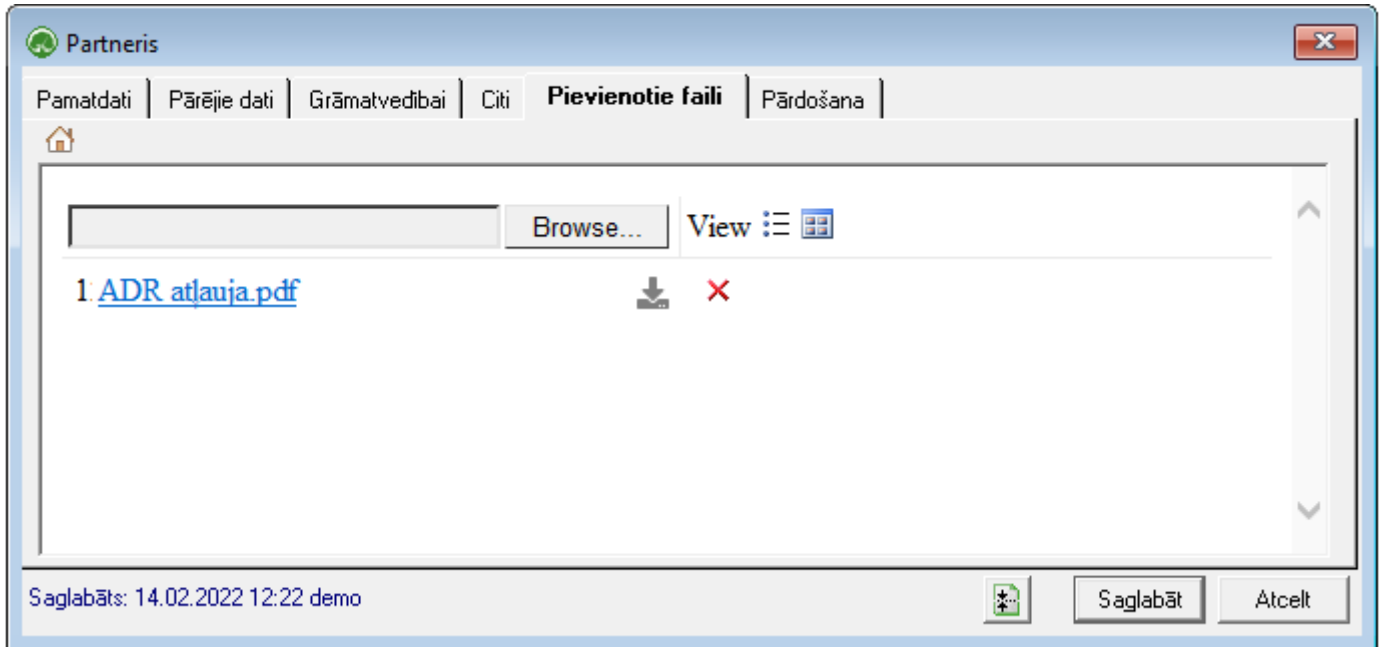 Partneris
Pamatdati Pārējie dati Grāmatvedībai Citi Pievienotie faili Pārdošana
Browse... View
1. ADR atļauja.pdf
Saglabāts: 14.02.2022 12:22 demo Saglabāt Atcelt